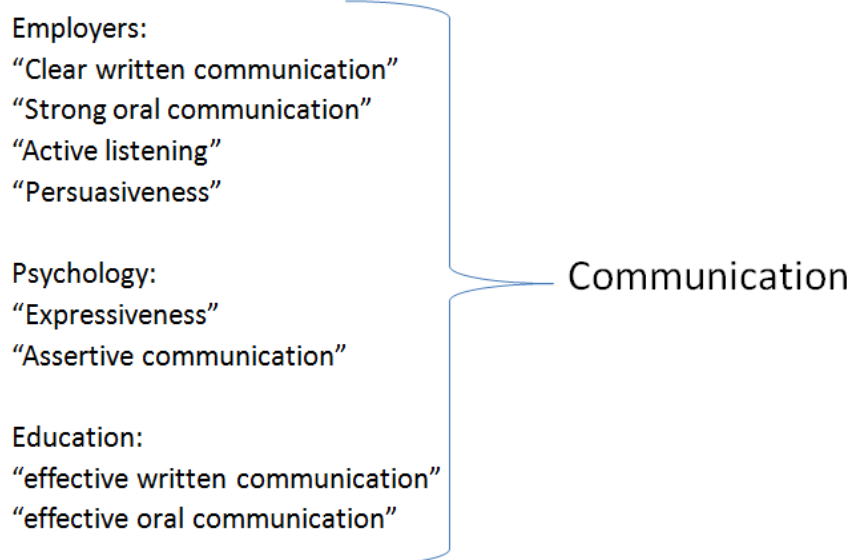 Employers:
“Clear written communication”
“Strong oral communication”
“Active listening”
“Persuasiveness”
Psychology:
“Expressiveness”
“Assertive communication”
Education:
“effective written communication”
“effective oral communication”
Communication